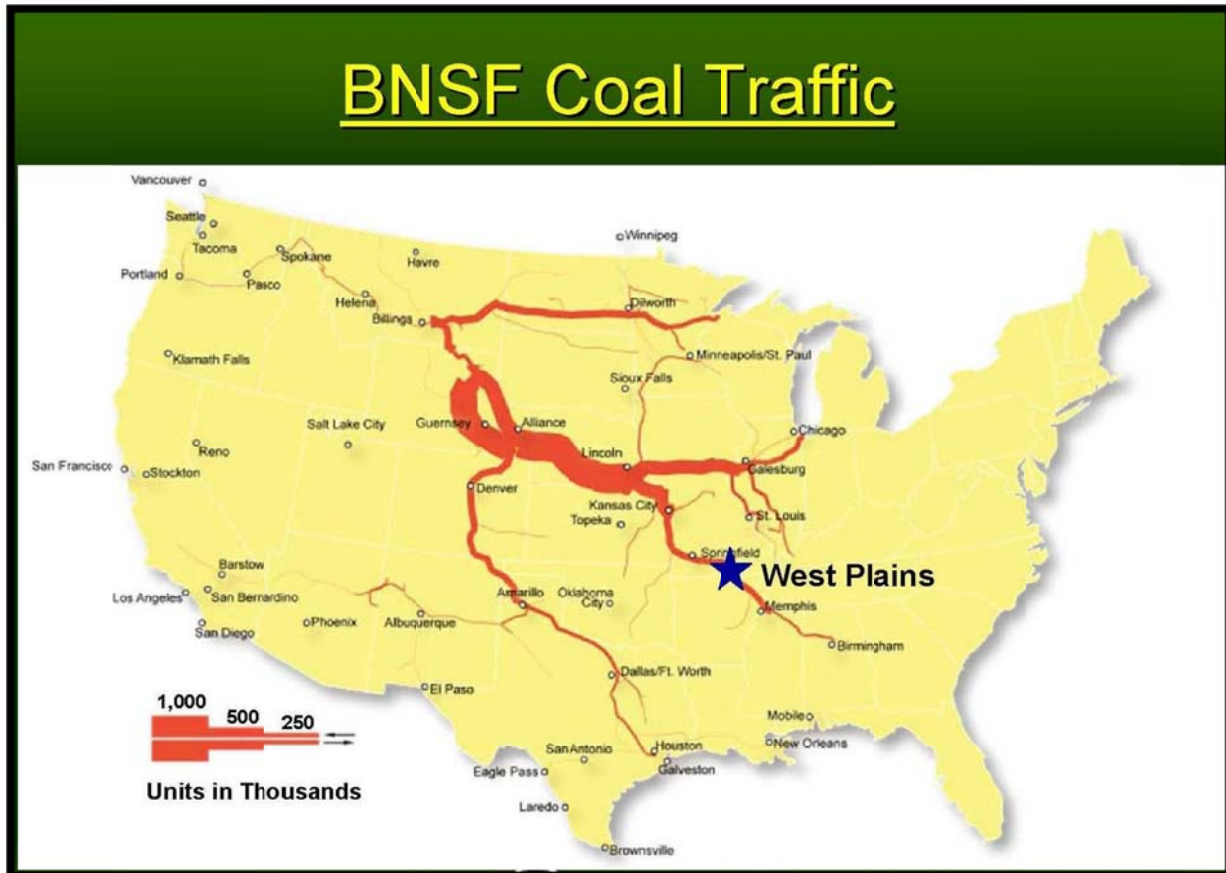 BNSF Coal Traffic
Vancouver
Seattle
Tacoma
Spokane
Havre
Winnipeg
Portland
Pasco
Helena
Billings
Dilworth
Klamath Falls
Minneapolis/St. Paul
Sioux Falls
Salt Lake City
Guernsey
Alliance
Chicago
Reno
Lincoln
Galesburg
San Francisco
Stockton
Denver
Kansas City
Topeka
St. Louis
Springfield
Barstow
West Plains
Los Angeles
San Bernardino
Amarillo
Oklahoma
City
Memphis
San Diego
Phoenix
Albuquerque
Birmingham
Dallas/Ft. Worth
El Paso
1,000
500
250
Mobile
New Orleans
San Antonio
Houston
Eagle Pass
Galveston
Units in Thousands
Laredo
Brownsville